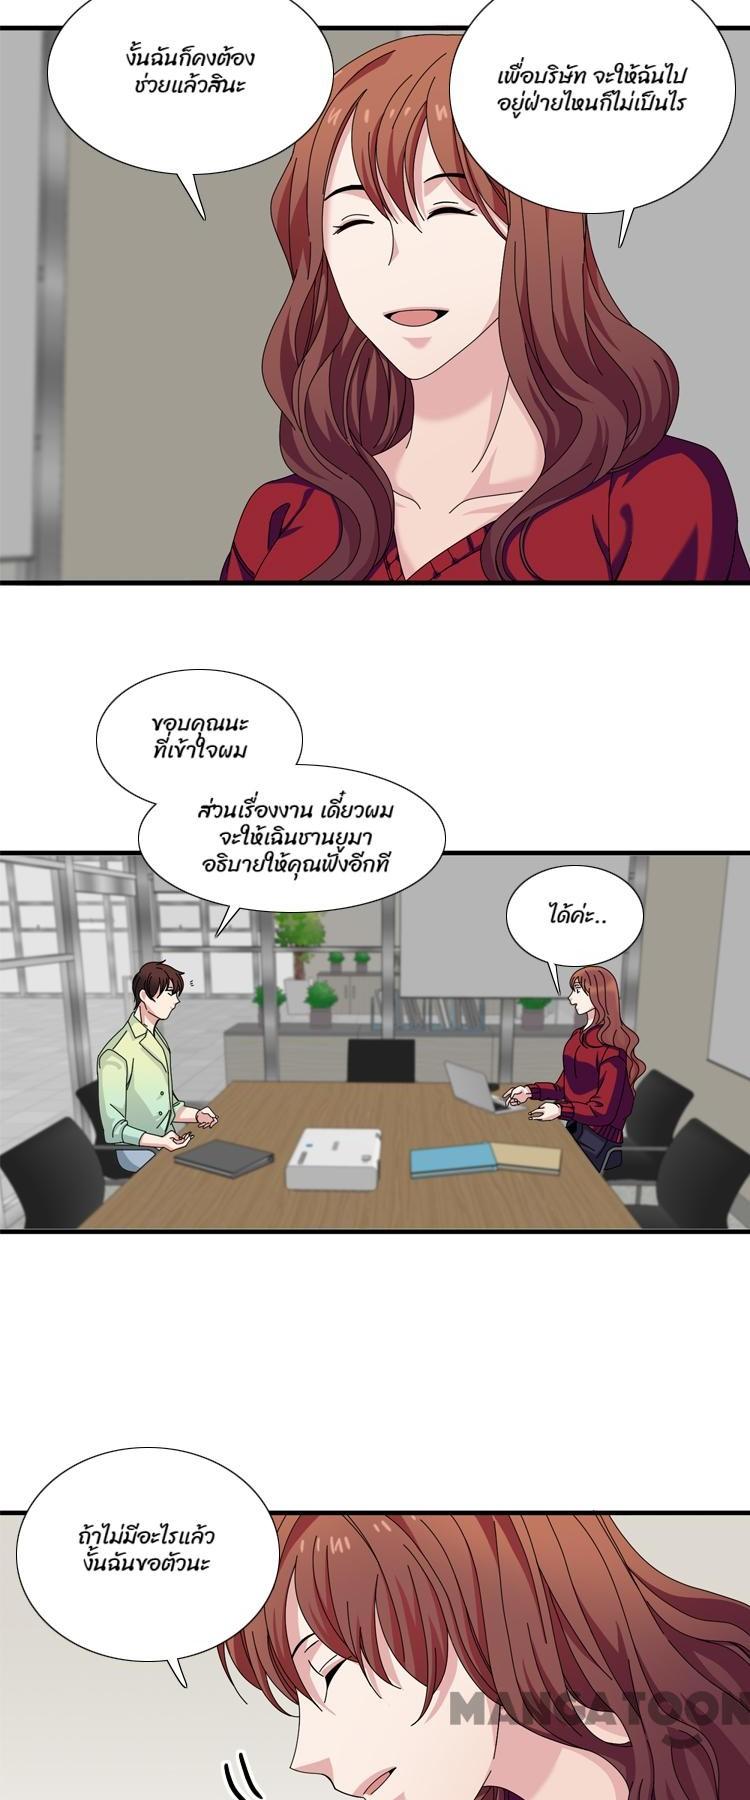 งั้นฉันก็คงต้อง
ช่วยแล้วสินะ
เพื่อบริษัท จะให้ฉันไป
อยู่ฝ่ายไหนก็ไม่เป็นไร
ขอบคุณนะ
ที่เข้าใจผม
ส่วนเรื่องงาน เดี๋ยวผม
จะให้เฉินชานยูมา
อธิบายให้คุณฟังอีกที
ได้ค่ะ..
ถ้าไม่มีอะไรแล้ว
งั้นฉันขอตัวนะ
MANGATOON